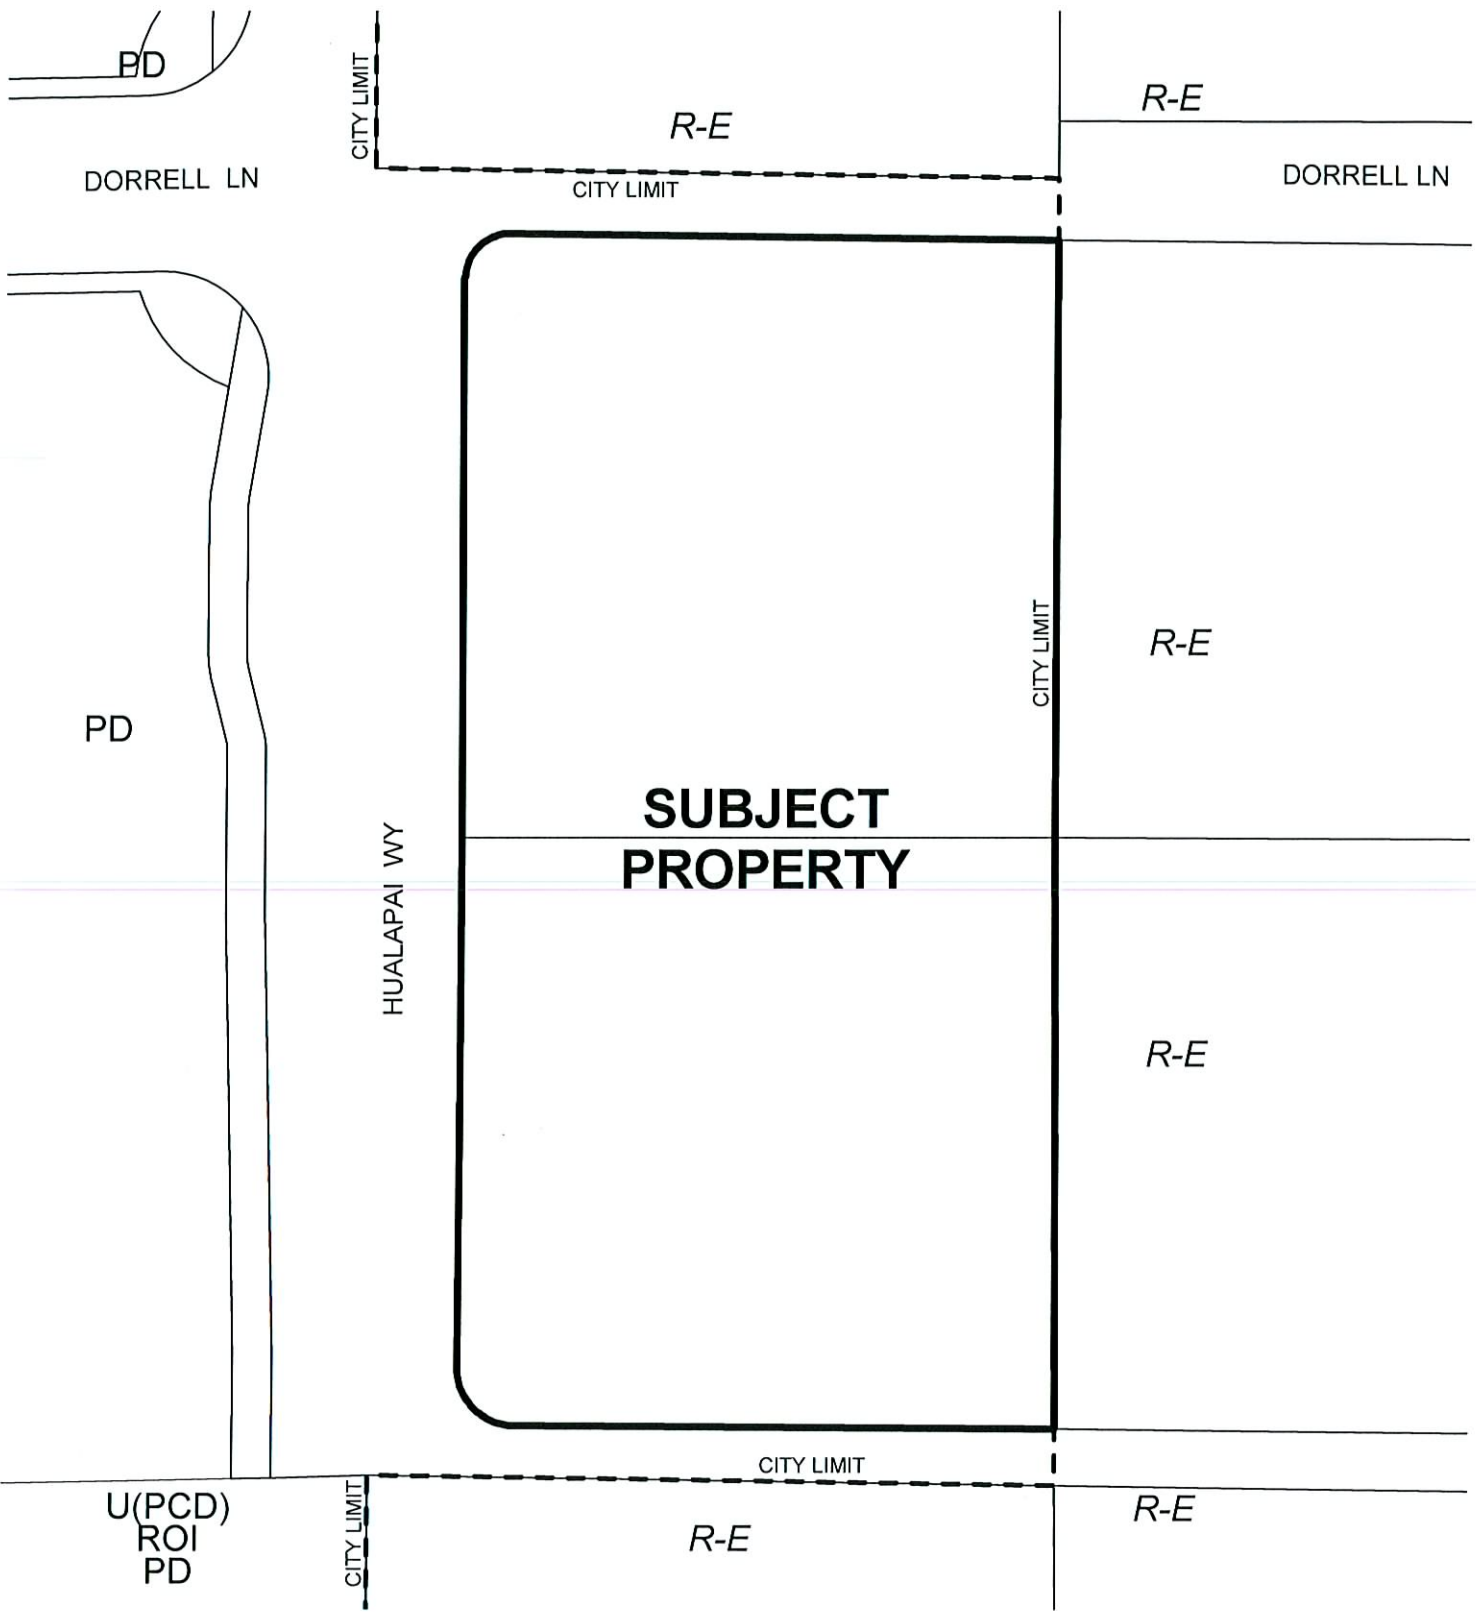 PD
CITY LIMIT
R-E
R-E
DORRELL LN
CITY LIMIT
DORRELL LN
CITY LIMIT
R-E
PD
SUBJECT
PROPERTY
HUALAPAI WY
R-E
CITY LIMIT
U(PCD)
ROI
PD
CITY LIMIT
R-E
R-E